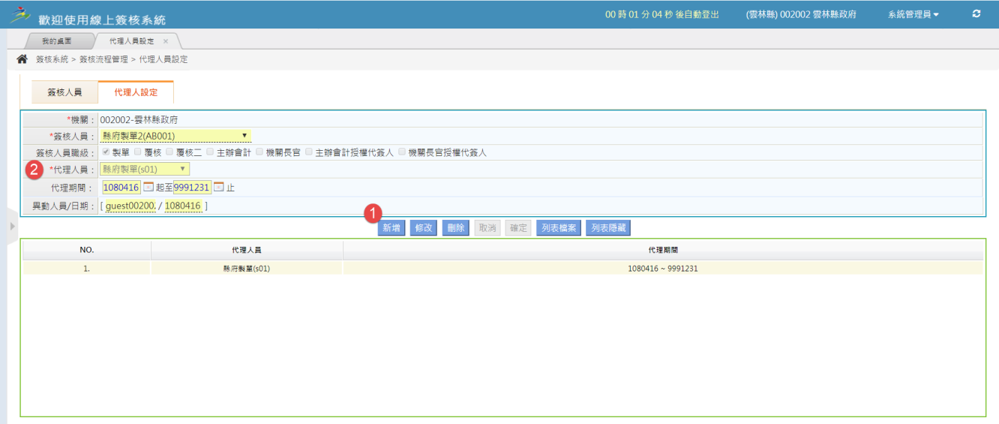 歡迎使用線上簽核系統 00 時 01 分 04 秒 後自動登出 (雲林縣) 002002 雲林縣政府 系統管理員
我的桌面 代理人員設定 ×
簽核系統 > 簽核流程管理 > 代理人員設定
簽核人員 代理人設定
*機關： 002002-雲林縣政府
*簽核人員： 縣府製單2(AB001)
簽核人員職級： 製單 覆核 覆核二 主辦會計 機關長官 主辦會計授權代簽人 機關長官授權代簽人
2 *代理人員： 縣府製單(s01)
代理期間： 1080416 起至9991231 止
異動人員/日期： [ guest00200. / 1080416 ]
1 新增 修改 刪除 取消 確定 列表檔案 列表隱藏
NO. 代理人員 代理期間
1. 縣府製單(s01) 1080416 ~ 9991231